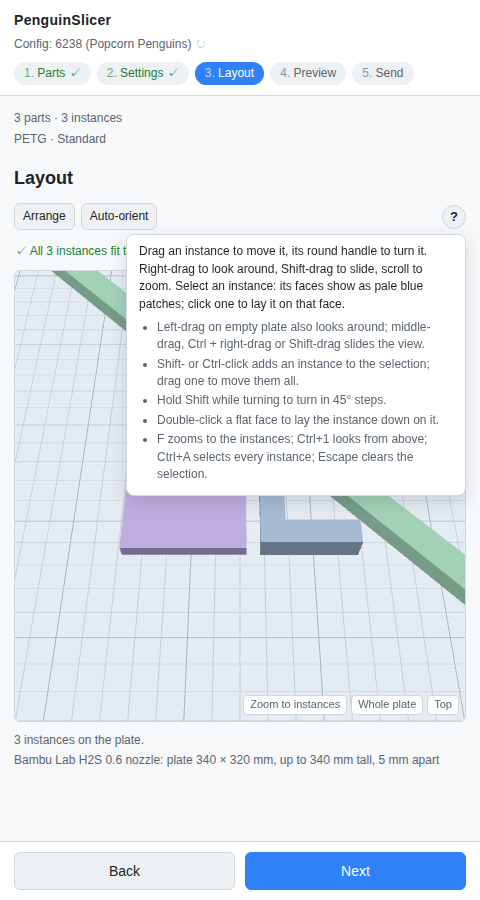 PenguinSlicer
Config: 6238 (Popcorn Penguins) ↻
1. Parts ✓ 2. Settings ✓ 3. Layout 4. Preview 5. Send
3 parts · 3 instances
PETG · Standard
Layout
Arrange Auto-orient ?
✓ All 3 instances fit t
Drag an instance to move it, its round handle to turn it.
Right-drag to look around, Shift-drag to slide, scroll to
zoom. Select an instance: its faces show as pale blue
patches; click one to lay it on that face.
• Left-drag on empty plate also looks around; middle-
drag, Ctrl + right-drag or Shift-drag slides the view.
• Shift- or Ctrl-click adds an instance to the selection;
drag one to move them all.
• Hold Shift while turning to turn in 45° steps.
• Double-click a flat face to lay the instance down on it.
• F zooms to the instances; Ctrl+1 looks from above;
Ctrl+A selects every instance; Escape clears the
selection.
Zoom to instances Whole plate Top
3 instances on the plate.
Bambu Lab H2S 0.6 nozzle: plate 340 × 320 mm, up to 340 mm tall, 5 mm apart
Back Next